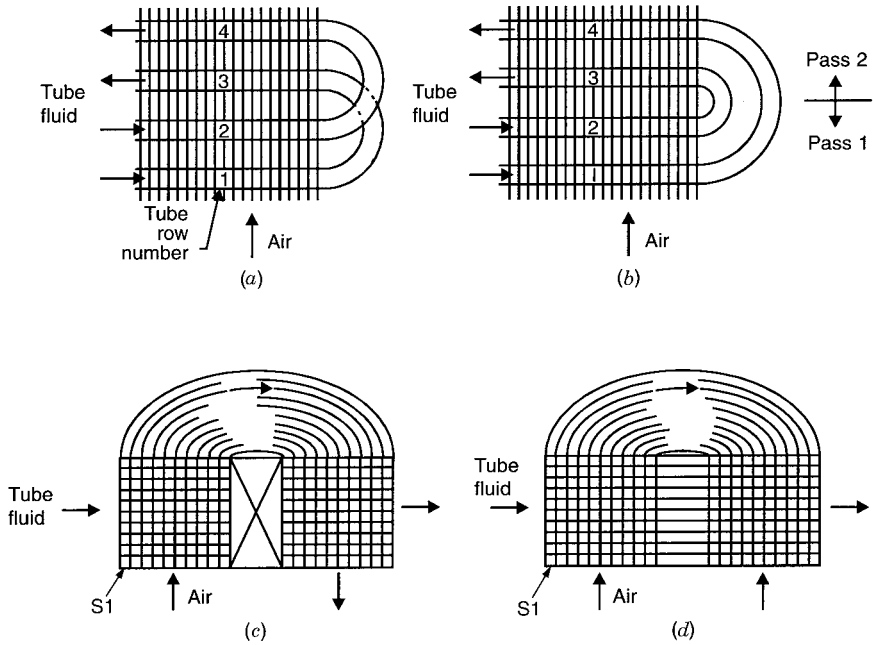 4
3
2
1
Tube
fluid
Tube
row
number
Air
(a)
4
3
2
1
Tube
fluid
Pass 2
Pass 1
Air
(b)
Tube
fluid
S1
Air
(c)
Tube
fluid
S1
Air
(d)